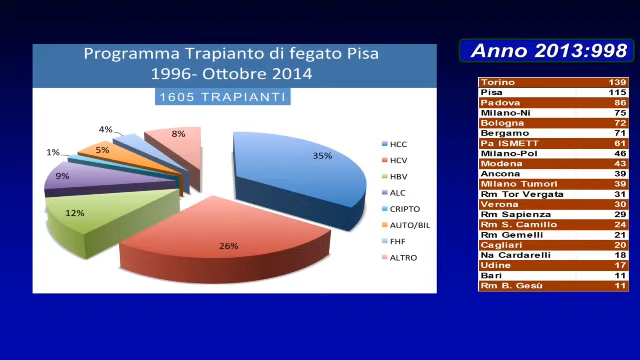 Programma Trapianto di fegato Pisa
1996- Ottobre 2014
1605 TRAPIANTI
35%
26%
12%
9%
1%
5%
4%
8%
HCC
HCV
HBV
ALC
CRIPTO
AUTO/BIL
FHF
ALTRO
Anno 2013:998
Torino 139
Pisa 115
Padova 86
Milano-Ni 75
Bologna 72
Bergamo 71
Pa ISMETT 61
Milano-Pol 46
Modena 43
Ancona 39
Milano Tumori 39
Rm Tor Vergata 31
Verona 30
Rm Sapienza 29
Rm S. Camillo 24
Rm Gemelli 21
Cagliari 20
Na Cardarelli 18
Udine 17
Bari 11
Rm B. Gesù 11